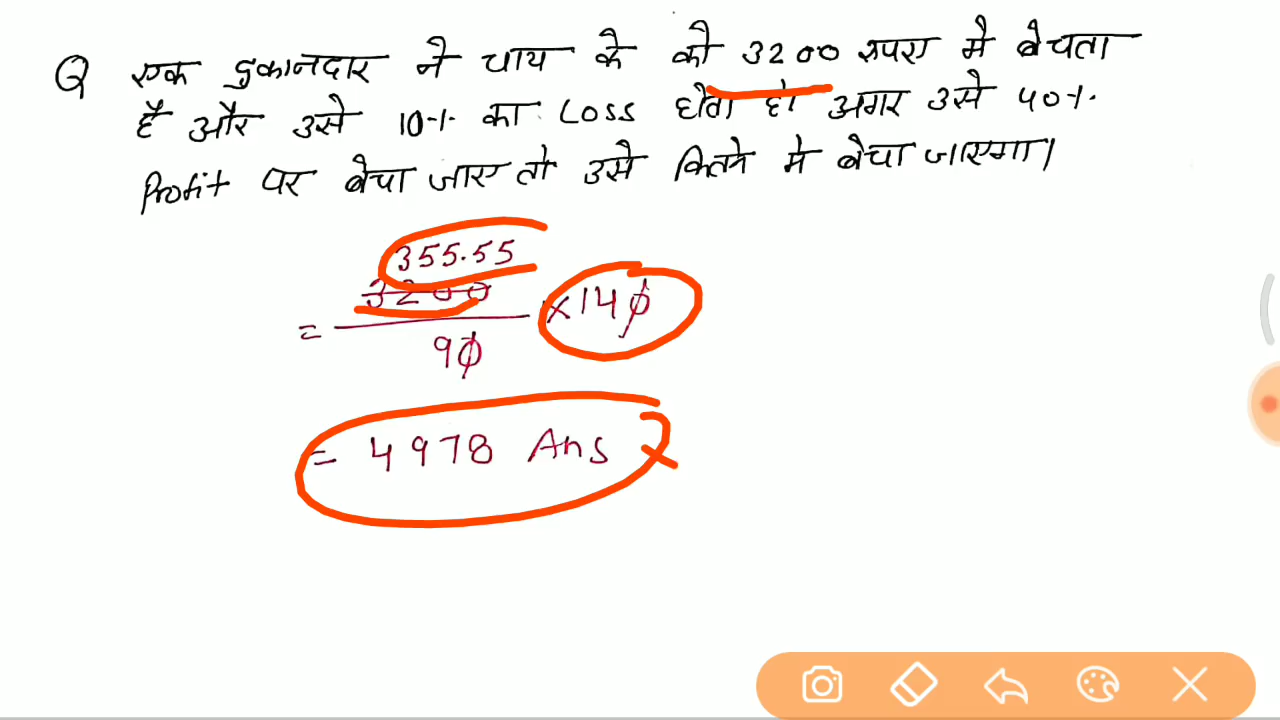 Q एक दुकानदार ने चाय के को 3200 रुपए मे बेचता
है और उसे 10% का Loss होता हो अगर उसे 40%
Profit पर बेचा जाए तो उसे कितने मे बेचा जाएगा।
355.55
= 3200/90 ×140
= 4978 Ans